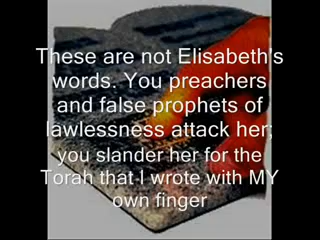 These are not Elisabeth's
words. You preachers
and false prophets of
lawlessness attack her;
you slander her for the
Torah that I wrote with MY
own finger